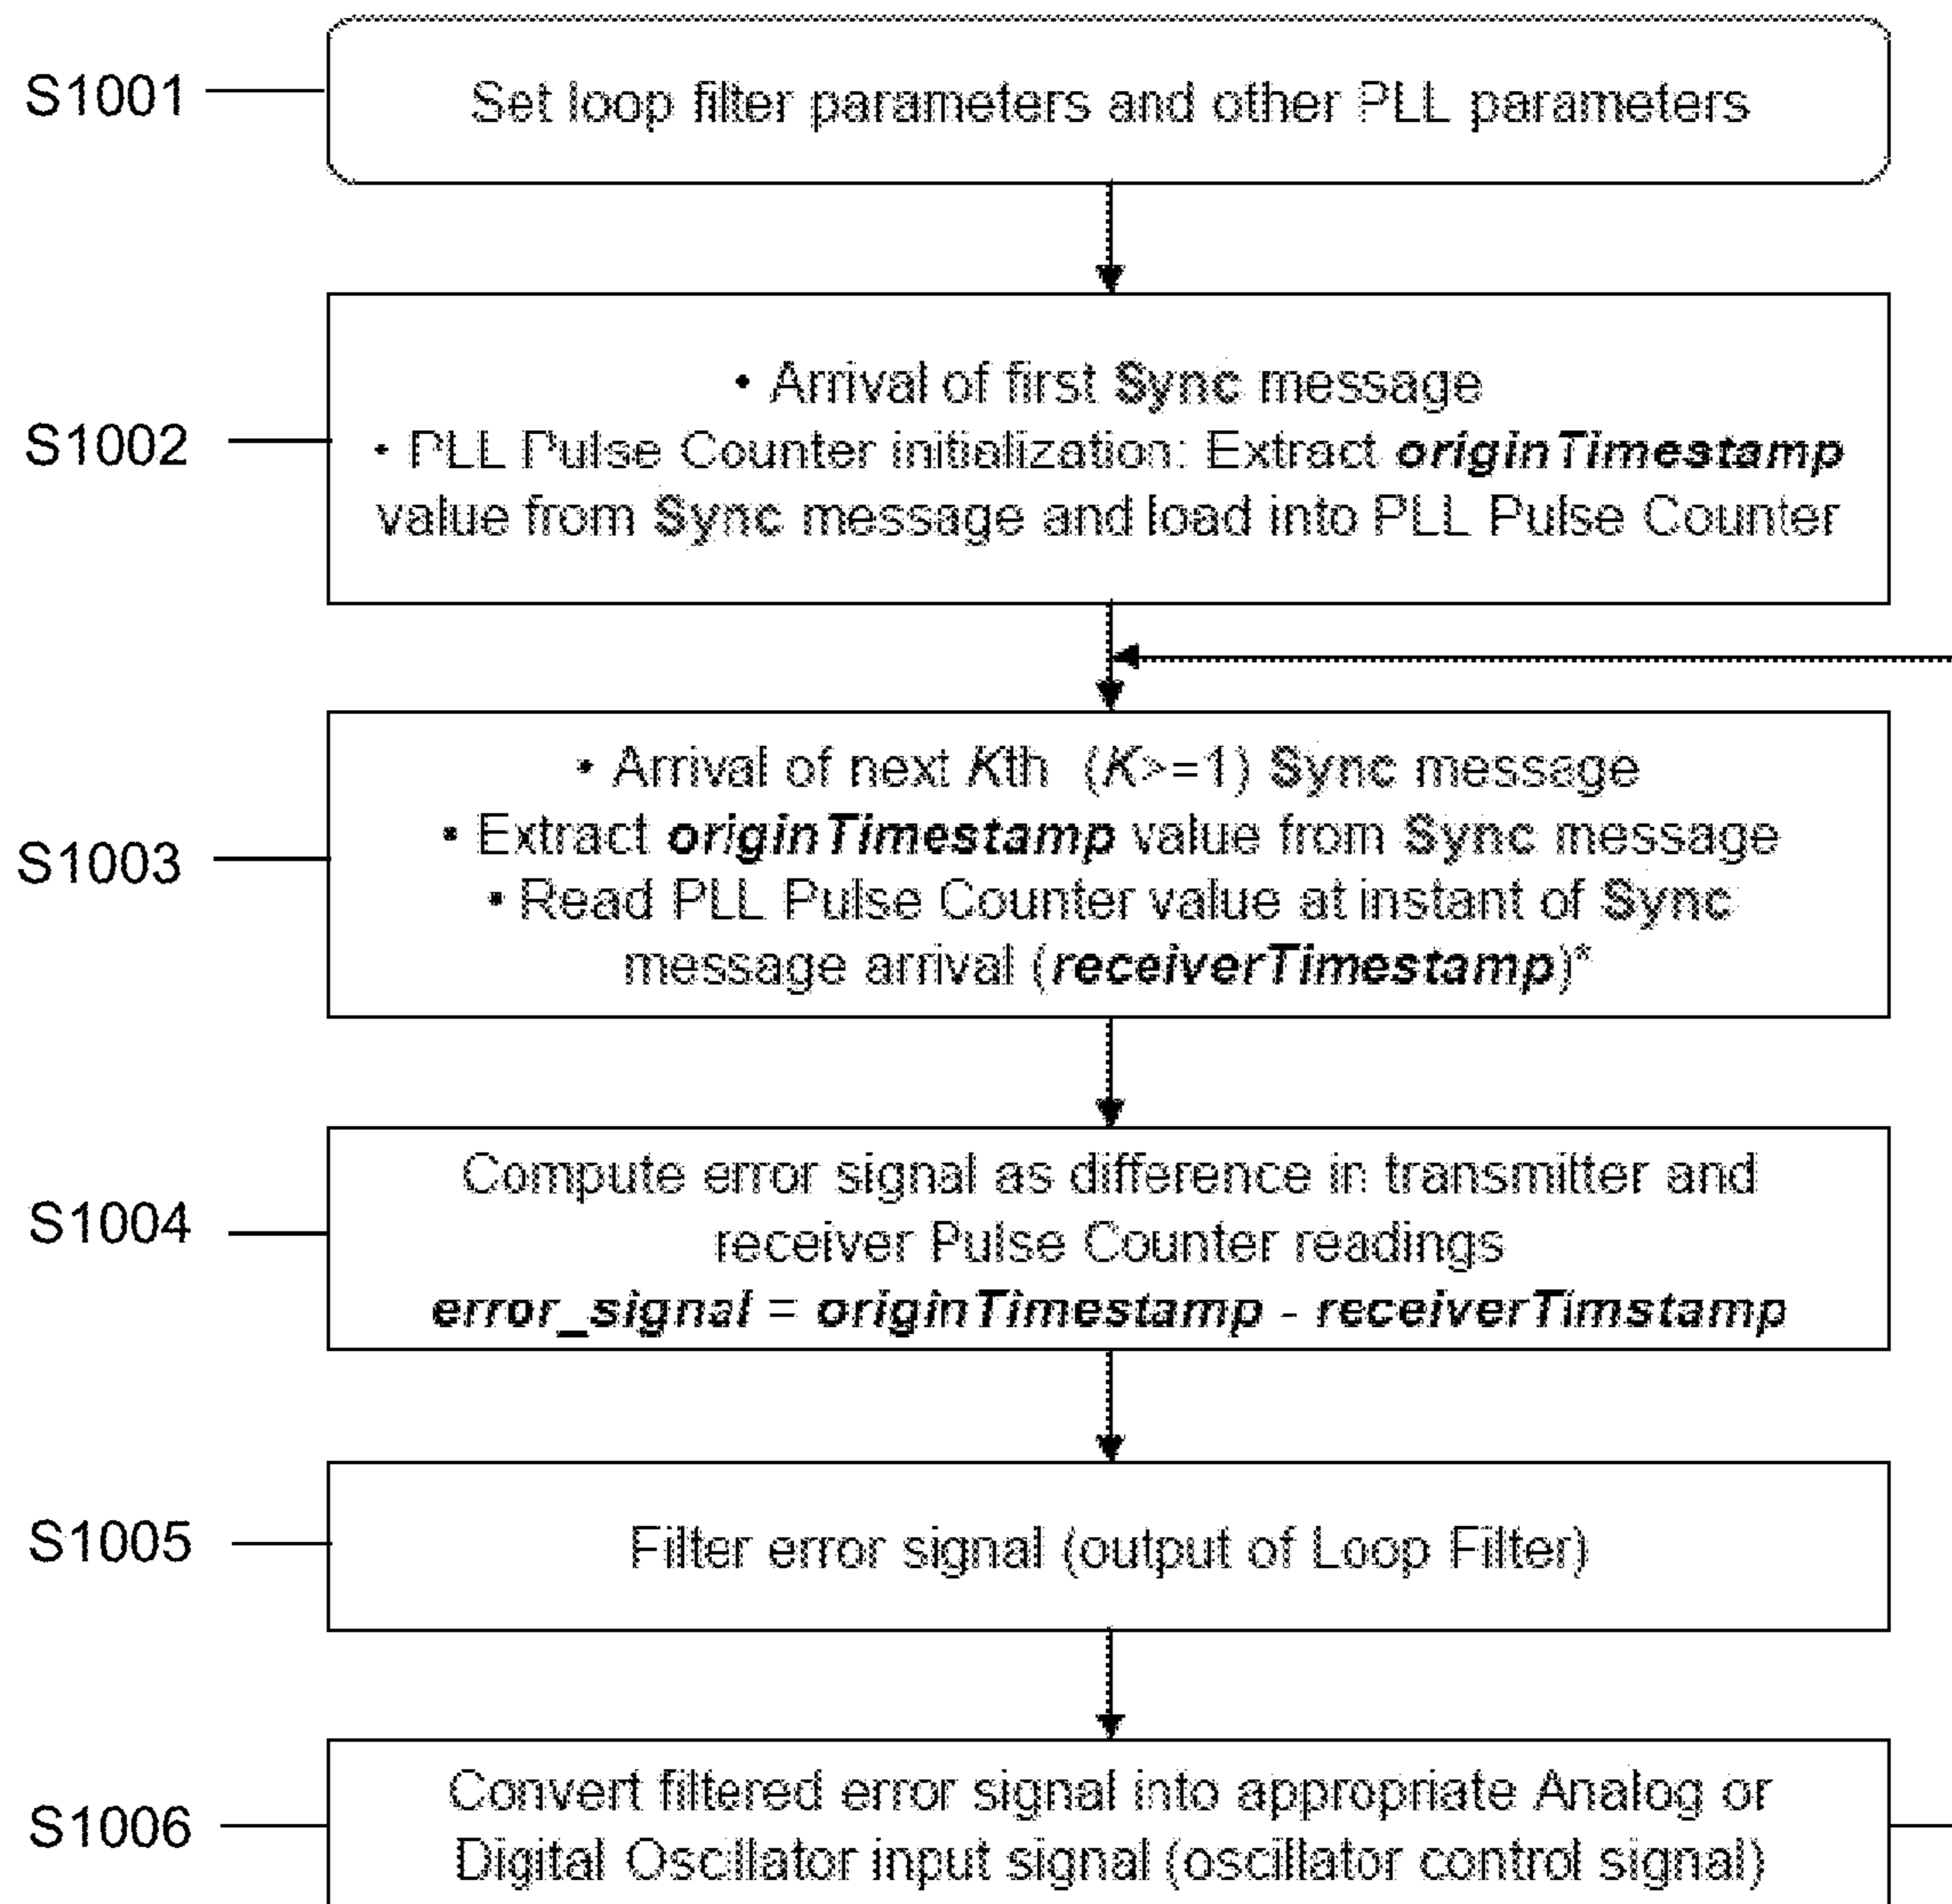 S1001
Set loop filter parameters and other PLL parameters
S1002
• Arrival of first Sync message
• PLL Pulse Counter initialization: Extract originTimestamp
value from Sync message and load into PLL Pulse Counter
S1003
• Arrival of next Kth (K>=1) Sync message
• Extract originTimestamp value from Sync message
• Read PLL Pulse Counter value at instant of Sync
message arrival (receiverTimestamp)*
S1004
Compute error signal as difference in transmitter and
receiver Pulse Counter readings
error_signal = originTimestamp - receiverTimstamp
S1005
Filter error signal (output of Loop Filter)
S1006
Convert filtered error signal into appropriate Analog or
Digital Oscillator input signal (oscillator control signal)